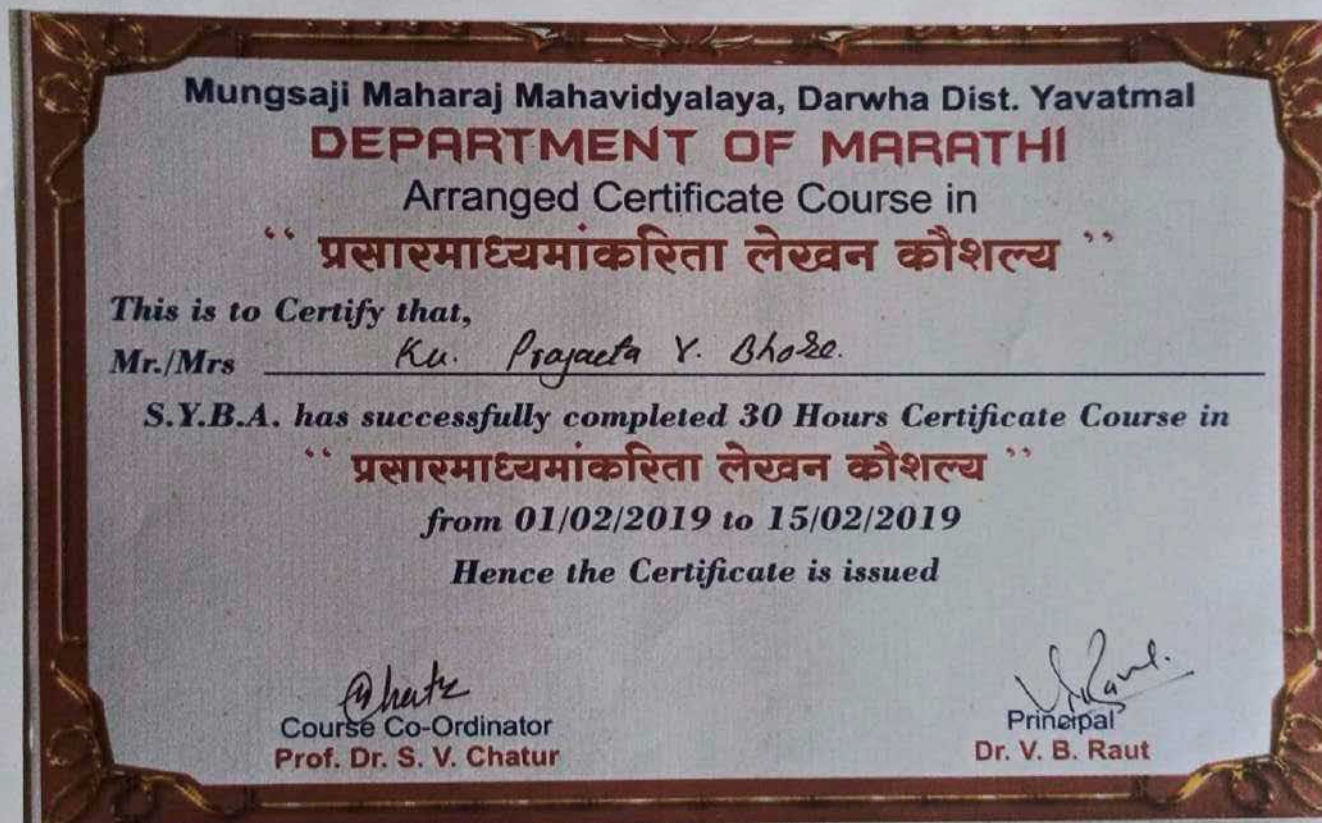 Mungsaji Maharaj Mahavidyalaya, Darwha Dist. Yavatmal
DEPARTMENT OF MARATHI
Arranged Certificate Course in
“ प्रसारमाध्यमांकरिता लेखन कौशल्य ”
This is to Certify that,
Mr./Mrs Ku. Prajacta Y. Bhore.
S.Y.B.A. has successfully completed 30 Hours Certificate Course in
“ प्रसारमाध्यमांकरिता लेखन कौशल्य ”
from 01/02/2019 to 15/02/2019
Hence the Certificate is issued
Course Co-Ordinator
Prof. Dr. S. V. Chatur
Principal
Dr. V. B. Raut